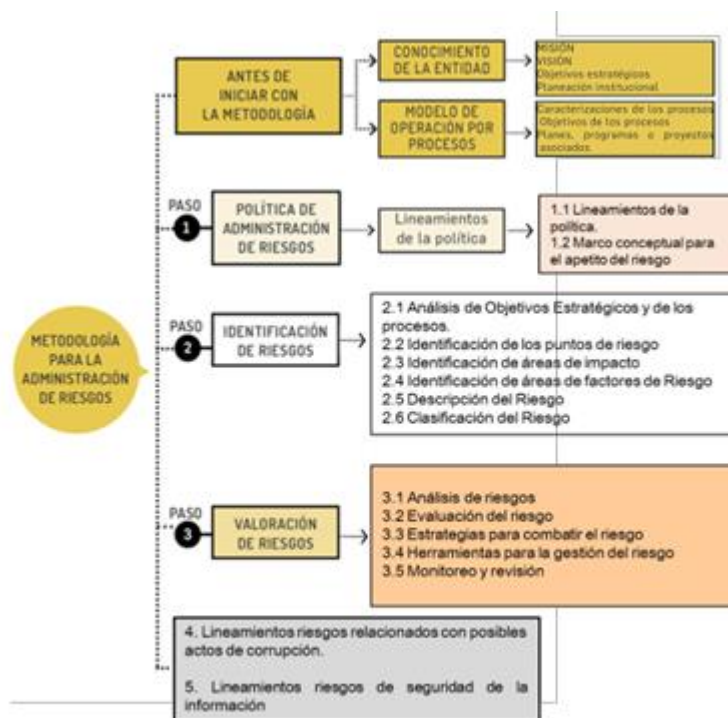 ANTES DE
INICIAR CON
LA METODOLOGÍA
CONOCIMIENTO
DE LA ENTIDAD
MISIÓN
VISIÓN
Objetivos estratégicos
Planeación institucional
MODELO DE
OPERACIÓN POR
PROCESOS
Caracterizaciones de los procesos
Objetivos de los procesos
Planes, programas o proyectos
asociados.
METODOLOGÍA
PARA LA
ADMINISTRACIÓN
DE RIESGOS
PASO
1
POLÍTICA DE
ADMINISTRACIÓN
DE RIESGOS
Lineamientos
de la política
1.1 Lineamientos de la
política.
1.2 Marco conceptual para
el apetito del riesgo
PASO
2
IDENTIFICACIÓN
DE RIESGOS
2.1 Análisis de Objetivos Estratégicos y de los
procesos.
2.2 Identificación de los puntos de riesgo
2.3 Identificación de áreas de impacto
2.4 Identificación de áreas de factores de Riesgo
2.5 Descripción del Riesgo
2.6 Clasificación del Riesgo
PASO
3
VALORACIÓN
DE RIESGOS
3.1 Análisis de riesgos
3.2 Evaluación del riesgo
3.3 Estrategias para combatir el riesgo
3.4 Herramientas para la gestión del riesgo
3.5 Monitoreo y revisión
4. Lineamientos riesgos relacionados con posibles
actos de corrupción.
5. Lineamientos riesgos de seguridad de la
información